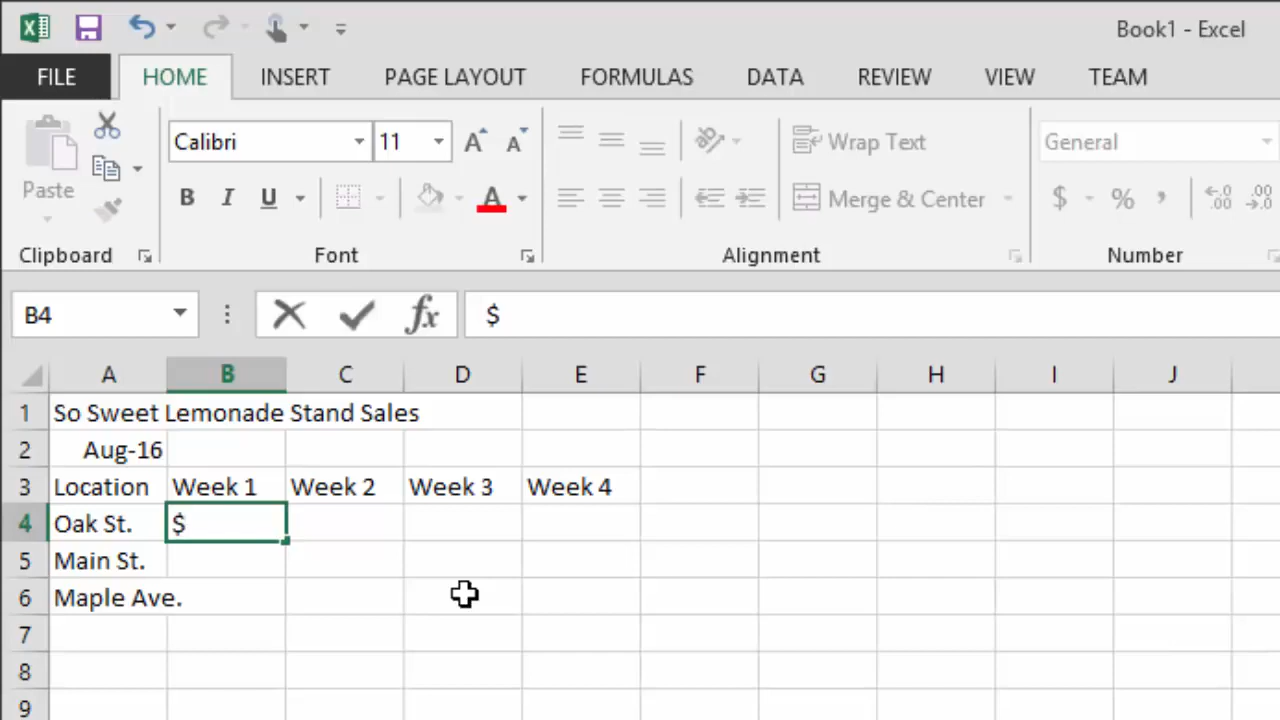 Book1 - Excel
FILE HOME INSERT PAGE LAYOUT FORMULAS DATA REVIEW VIEW TEAM
Paste
Calibri 11
Wrap Text
General
B I U
Merge & Center
$ % ,
Clipboard Font Alignment Number
B4 fx $
A B C D E F G H I J
1 So Sweet Lemonade Stand Sales
2 Aug-16
3 Location Week 1 Week 2 Week 3 Week 4
4 Oak St. $
5 Main St.
6 Maple Ave.
7
8
9